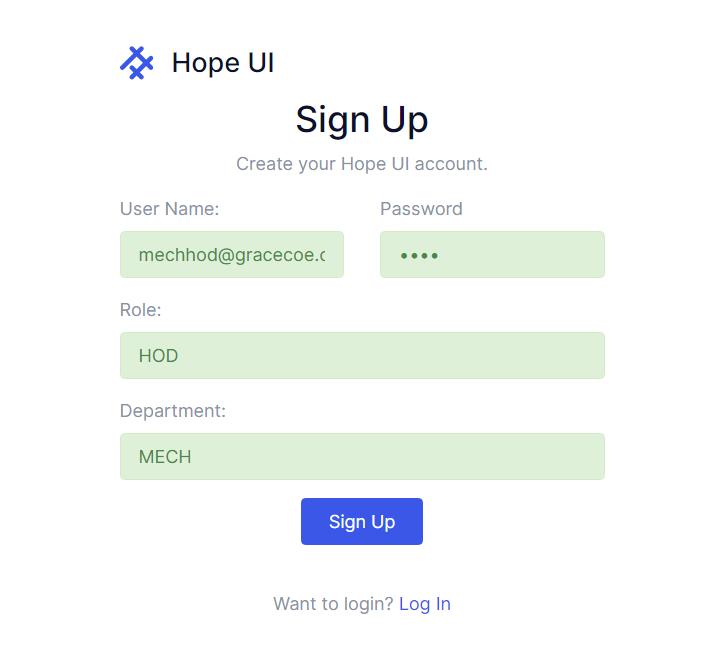 Hope UI
Sign Up
Create your Hope UI account.
User Name: Password
mechhod@gracecoe.c ••••
Role:
HOD
Department:
MECH
Sign Up
Want to login? Log In